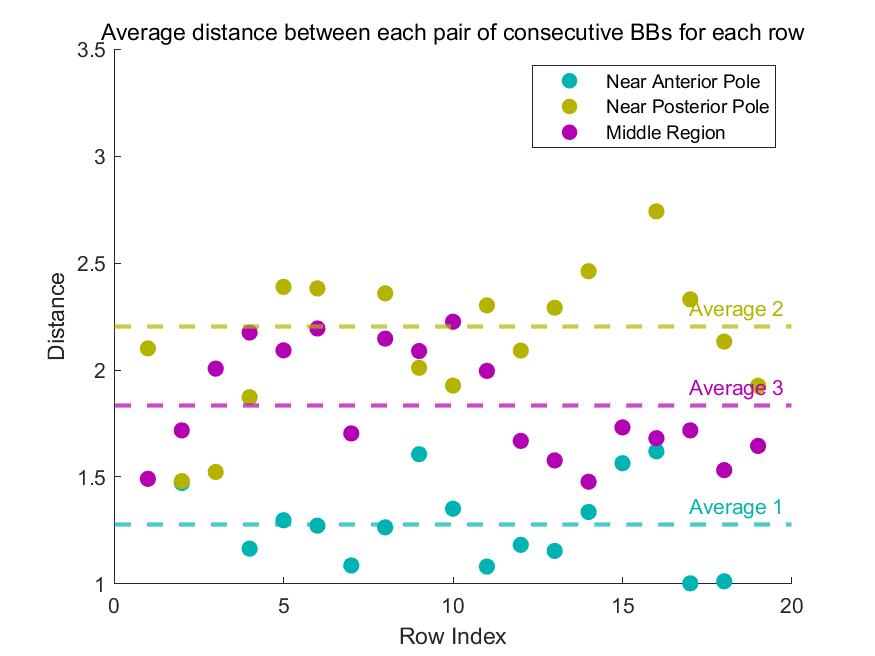 Average distance between each pair of consecutive BBs for each row
3.5
3
2.5
2
1.5
1
Distance
Near Anterior Pole
Near Posterior Pole
Middle Region
Average 2
Average 3
Average 1
0
5
10
15
20
Row Index